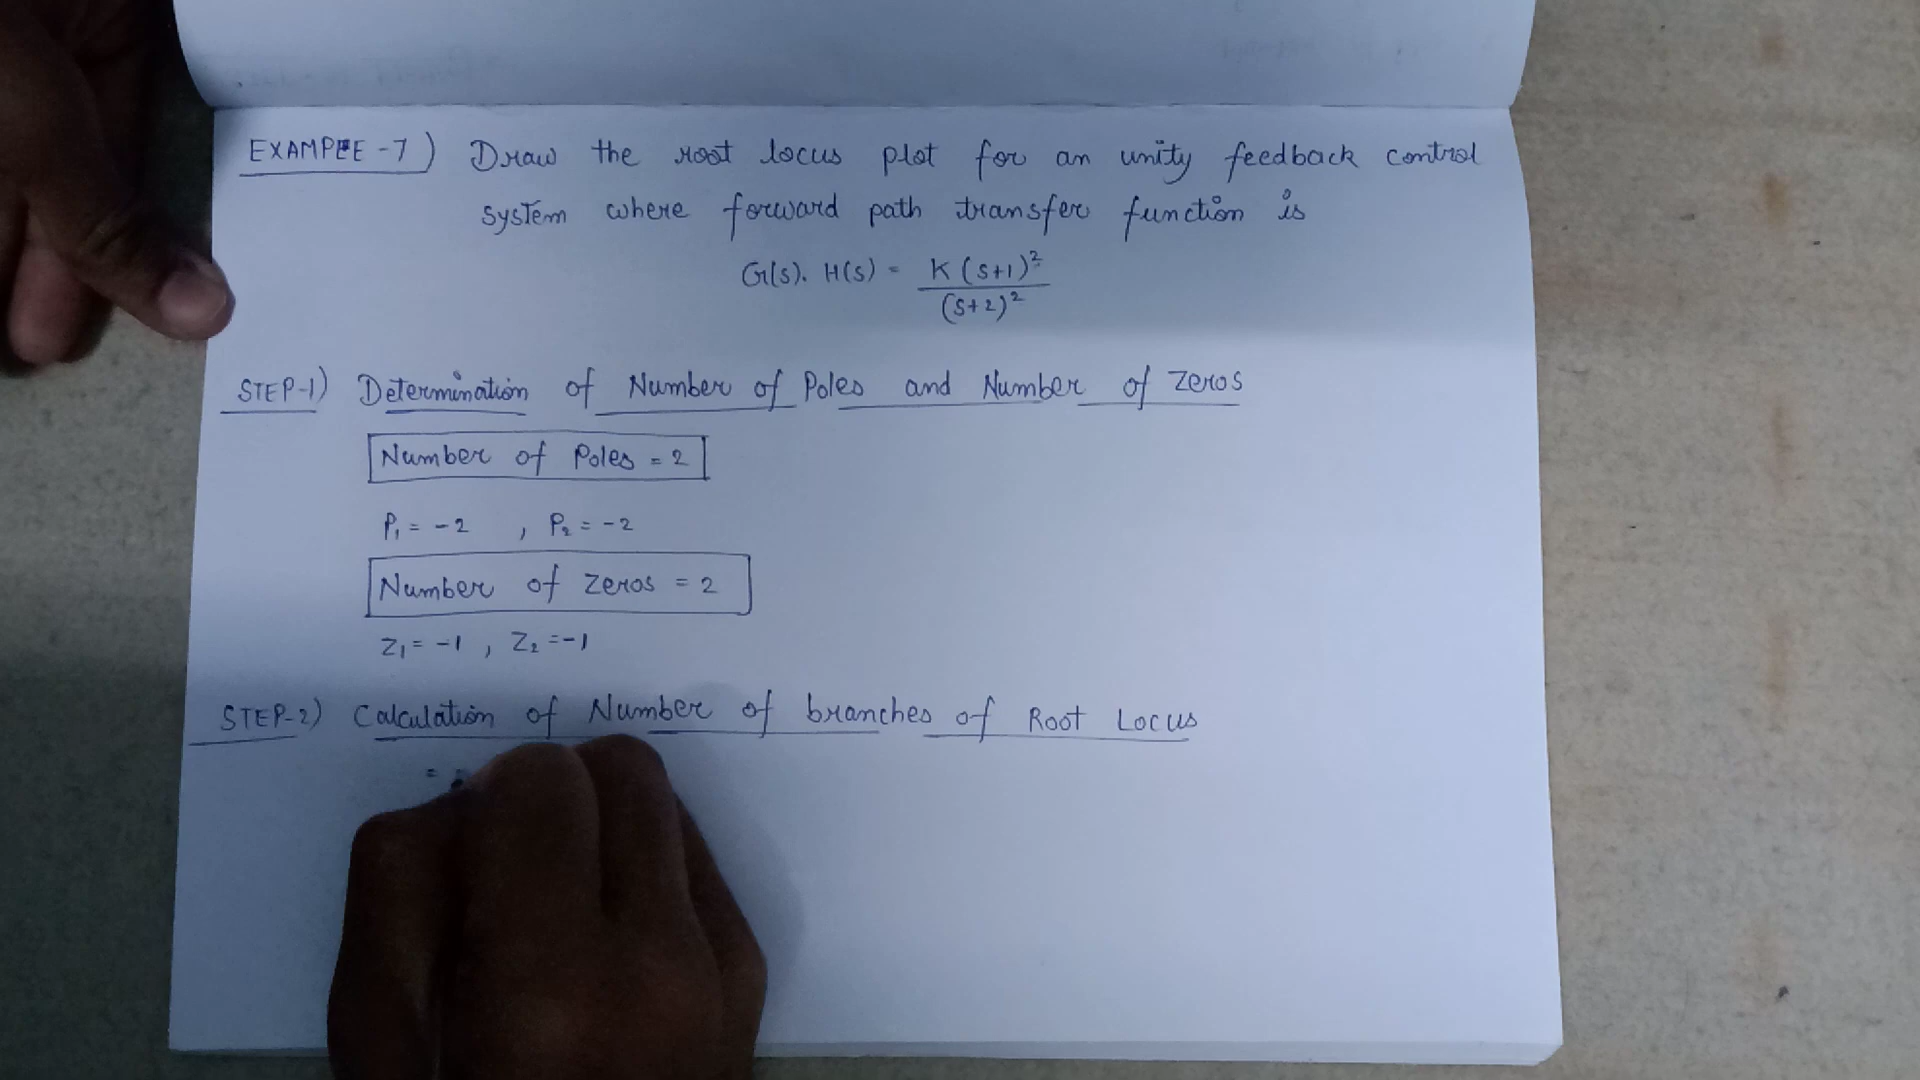 EXAMPLE -7) Draw the root locus plot for an unity feedback control
system where forward path transfer function is
G(s). H(s) = K (s+1)²
(s+2)²
STEP-1) Determination of Number of Poles and Number of Zeros
Number of Poles = 2
P₁ = -2 , P₂ = -2
Number of Zeros = 2
Z₁ = -1 , Z₂ = -1
STEP-2) Calculation of Number of branches of Root Locus
=